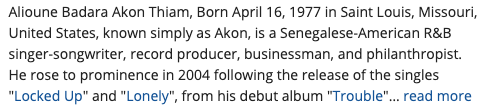 Alioune Badara Akon Thiam, Born April 16, 1977 in Saint Louis, Missouri,
United States, known simply as Akon, is a Senegalese-American R&B
singer-songwriter, record producer, businessman, and philanthropist.
He rose to prominence in 2004 following the release of the singles
"Locked Up" and "Lonely", from his debut album "Trouble"... read more